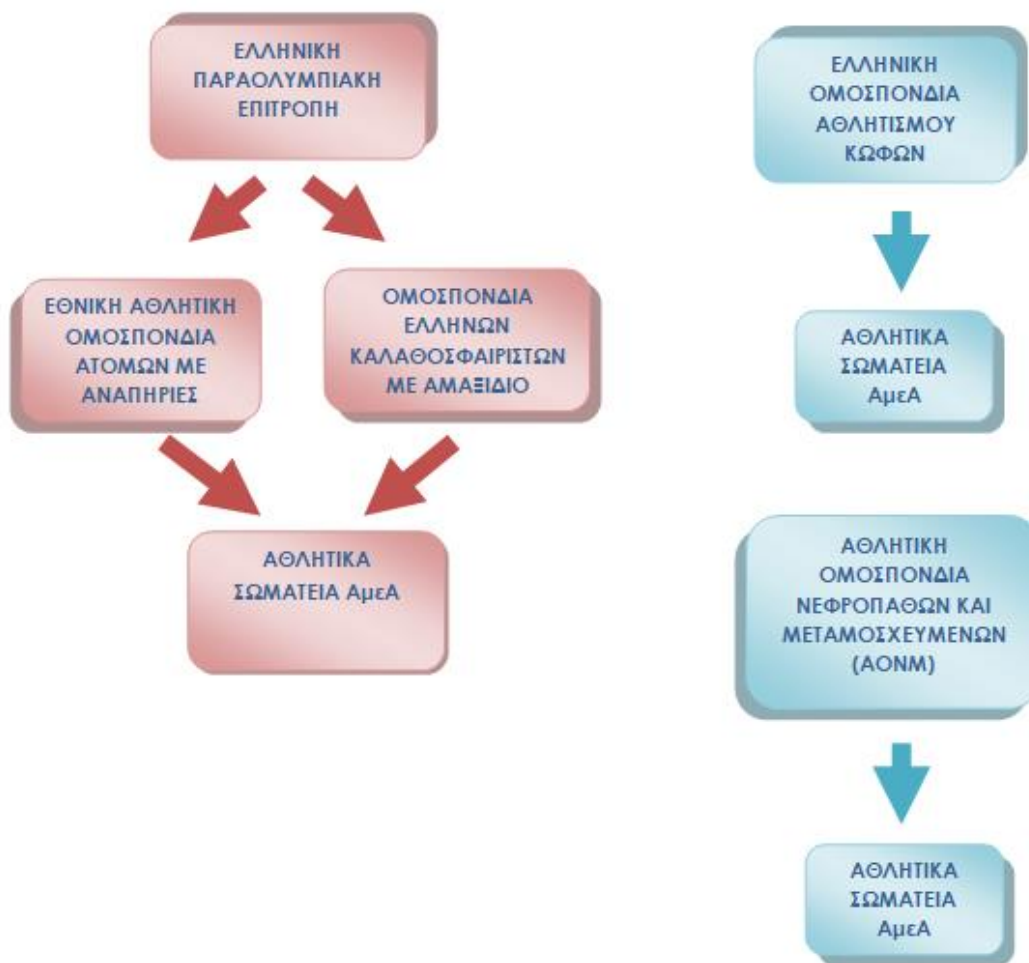 ΕΛΛΗΝΙΚΗ
ΠΑΡΑΟΛΥΜΠΙΑΚΗ
ΕΠΙΤΡΟΠΗ
ΕΘΝΙΚΗ ΑΘΛΗΤΙΚΗ
ΟΜΟΣΠΟΝΔΙΑ
ΑΤΟΜΩΝ ΜΕ
ΑΝΑΠΗΡΙΕΣ
ΟΜΟΣΠΟΝΔΙΑ
ΕΛΛΗΝΩΝ
ΚΑΛΑΘΟΣΦΑΙΡΙΣΤΩΝ
ΜΕ ΑΜΑΞΙΔΙΟ
ΑΘΛΗΤΙΚΑ
ΣΩΜΑΤΕΙΑ ΑμεΑ
ΕΛΛΗΝΙΚΗ
ΟΜΟΣΠΟΝΔΙΑ
ΑΘΛΗΤΙΣΜΟΥ
ΚΩΦΩΝ
ΑΘΛΗΤΙΚΑ
ΣΩΜΑΤΕΙΑ
ΑμεΑ
ΑΘΛΗΤΙΚΗ
ΟΜΟΣΠΟΝΔΙΑ
ΝΕΦΡΟΠΑΘΩΝ ΚΑΙ
ΜΕΤΑΜΟΣΧΕΥΜΕΝΩΝ
(ΑΟΝΜ)
ΑΘΛΗΤΙΚΑ
ΣΩΜΑΤΕΙΑ
ΑμεΑ